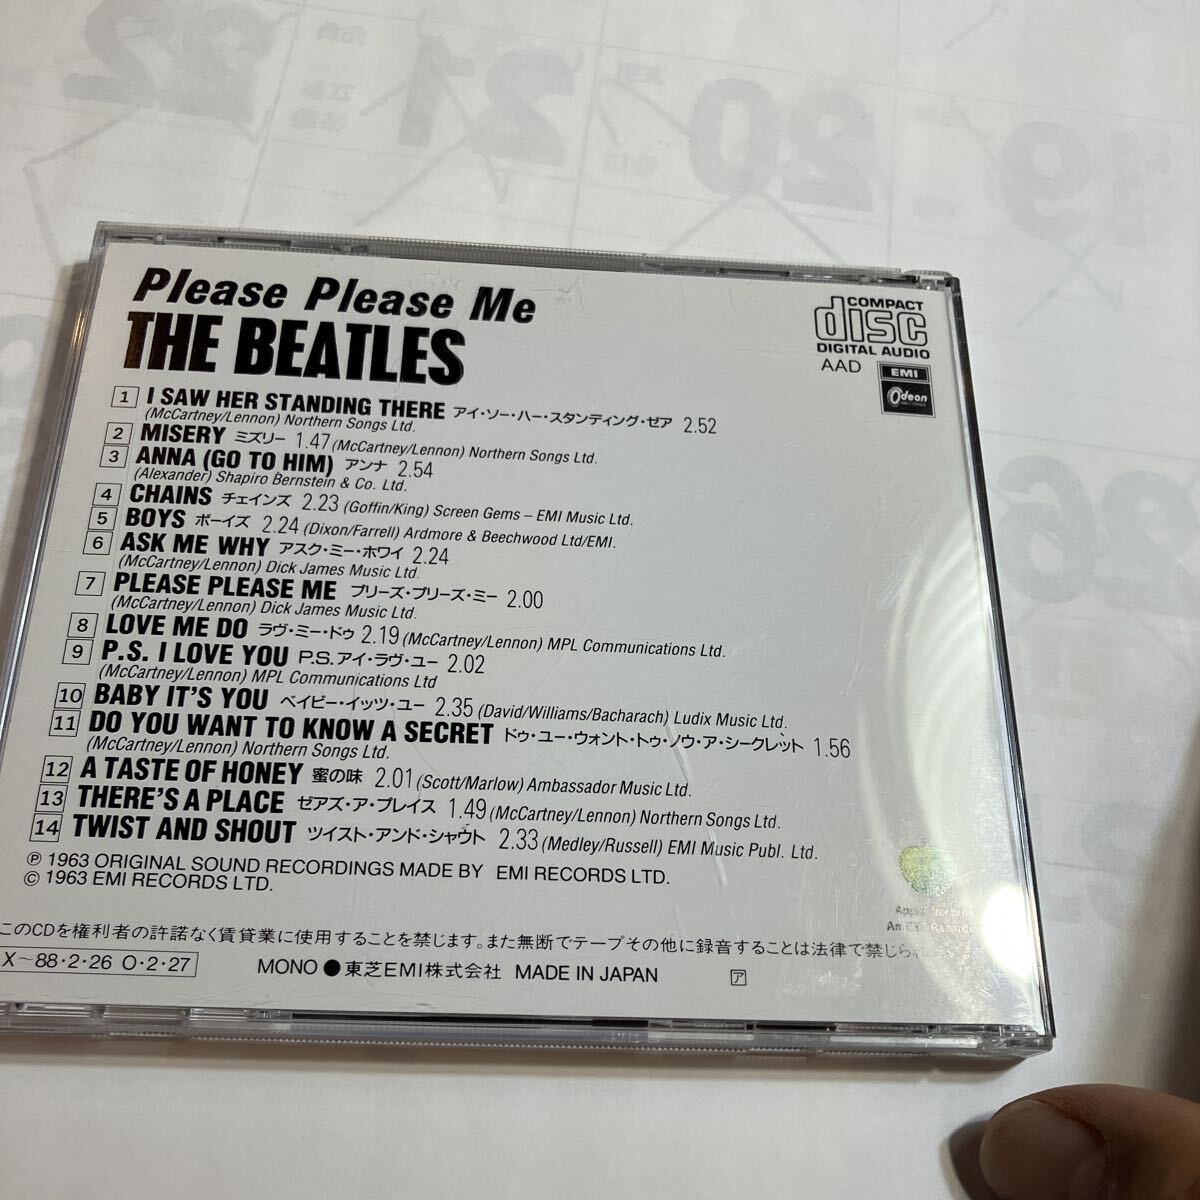 22
21
20
19
26
Please Please Me
THE BEATLES
COMPACT
disc
DIGITAL AUDIO
AAD
EMI
Odeon
1 I SAW HER STANDING THERE アイ・ソー・ハー・スタンディング・ゼア 2.52
(McCartney/Lennon) Northern Songs Ltd.
2 MISERY ミズリー 1.47 (McCartney/Lennon) Northern Songs Ltd.
3 ANNA (GO TO HIM) アンナ 2.54
(Alexander) Shapiro Bernstein & Co. Ltd.
4 CHAINS チェインズ 2.23 (Goffin/King) Screen Gems – EMI Music Ltd.
5 BOYS ボーイズ 2.24 (Dixon/Farrell) Ardmore & Beechwood Ltd/EMI.
6 ASK ME WHY アスク・ミー・ホワイ 2.24
(McCartney/Lennon) Dick James Music Ltd.
7 PLEASE PLEASE ME プリーズ・プリーズ・ミー 2.00
(McCartney/Lennon) Dick James Music Ltd.
8 LOVE ME DO ラヴ・ミー・ドゥ 2.19 (McCartney/Lennon) MPL Communications Ltd.
9 P.S. I LOVE YOU P.S.アイ・ラヴ・ユー 2.02
(McCartney/Lennon) MPL Communications Ltd
10 BABY IT'S YOU ベイビー・イッツ・ユー 2.35 (David/Williams/Bacharach) Ludix Music Ltd.
11 DO YOU WANT TO KNOW A SECRET ドゥ・ユー・ウォント・トゥ・ノウ・ア・シークレット 1.56
(McCartney/Lennon) Northern Songs Ltd.
12 A TASTE OF HONEY 蜜の味 2.01 (Scott/Marlow) Ambassador Music Ltd.
13 THERE'S A PLACE ゼアズ・ア・プレイス 1.49 (McCartney/Lennon) Northern Songs Ltd.
14 TWIST AND SHOUT ツイスト・アンド・シャウト 2.33 (Medley/Russell) EMI Music Publ. Ltd.
℗ 1963 ORIGINAL SOUND RECORDINGS MADE BY EMI RECORDS LTD.
© 1963 EMI RECORDS LTD.
Apple Records
An EMI Records
このCDを権利者の許諾なく賃貸業に使用することを禁じます。また無断でテープその他に録音することは法律で禁じられ
X〜88・2・26 O・2・27
MONO ● 東芝EMI株式会社 MADE IN JAPAN ア